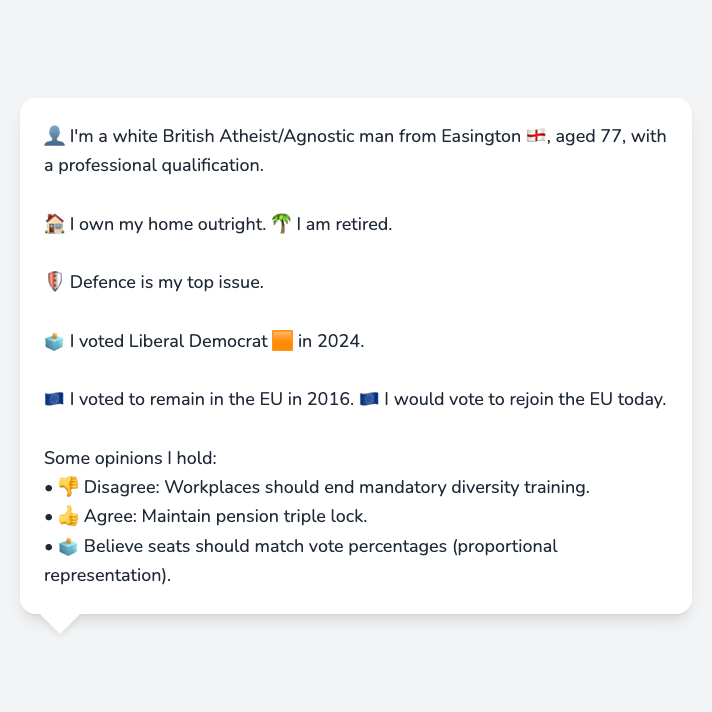 👤 I'm a white British Atheist/Agnostic man from Easington 🏴󠁧󠁢󠁥󠁮󠁧󠁿, aged 77, with
a professional qualification.
🏠 I own my home outright. 🌴 I am retired.
🛡️ Defence is my top issue.
🗳️ I voted Liberal Democrat 🟧 in 2024.
🇪🇺 I voted to remain in the EU in 2016. 🇪🇺 I would vote to rejoin the EU today.
Some opinions I hold:
• 👎 Disagree: Workplaces should end mandatory diversity training.
• 👍 Agree: Maintain pension triple lock.
• 🗳️ Believe seats should match vote percentages (proportional
representation).